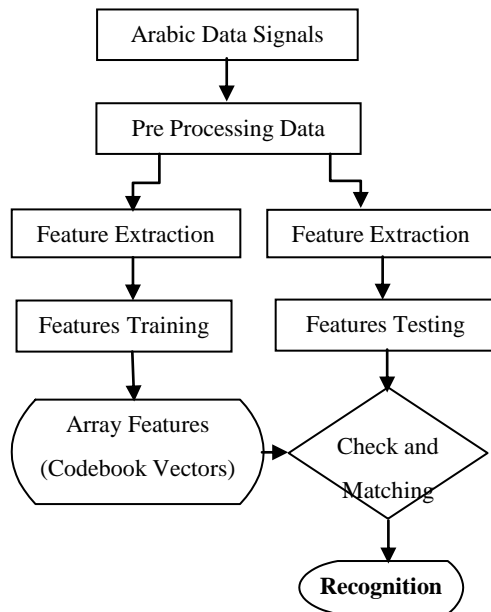 Arabic Data Signals
Pre Processing Data
Feature Extraction
Feature Extraction
Features Training
Features Testing
Array Features
(Codebook Vectors)
Check and
Matching
Recognition